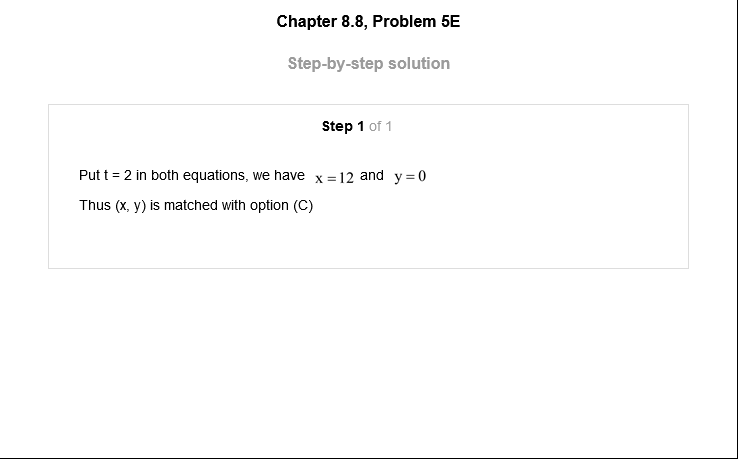 Chapter 8.8, Problem 5E
Step-by-step solution
Step 1 of 1
Put t = 2 in both equations, we have x = 12 and y = 0
Thus (x, y) is matched with option (C)